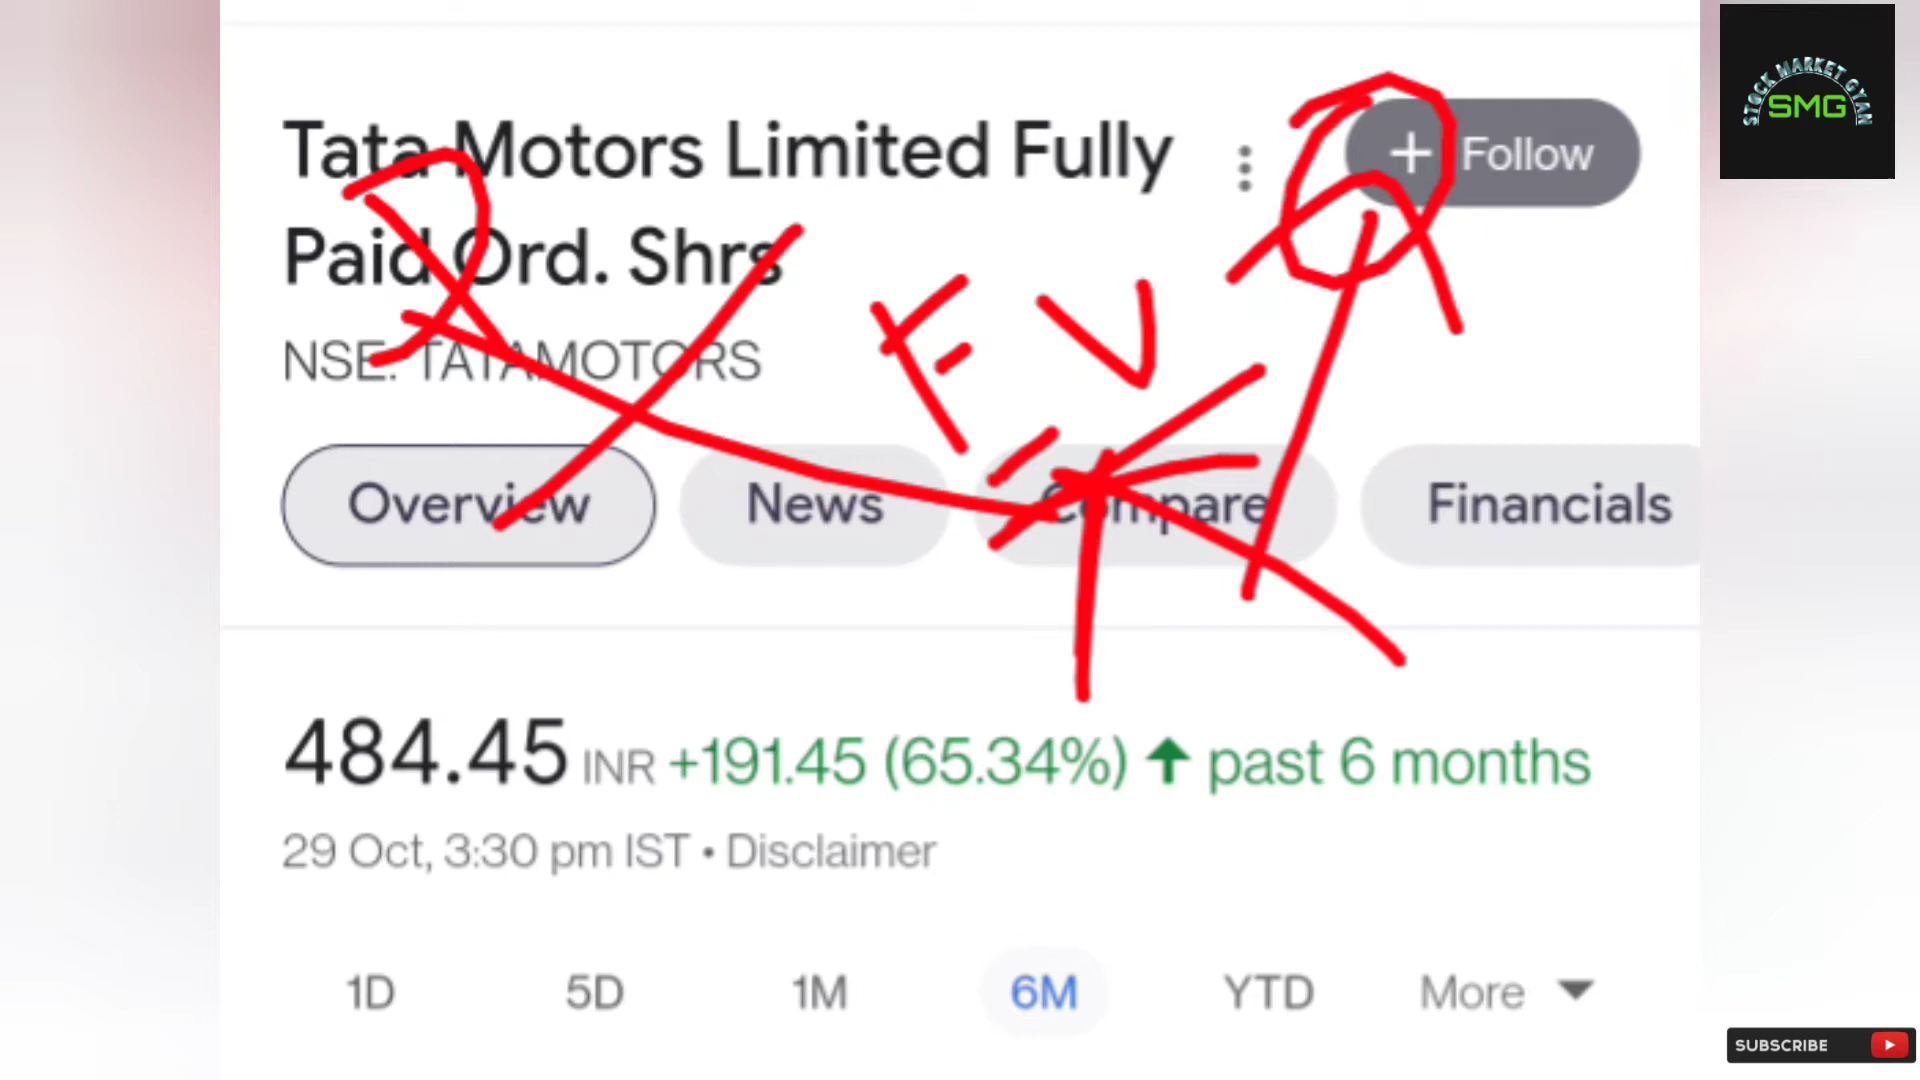 Tata Motors Limited Fully
Paid Ord. Shrs
+ Follow
STOCK MARKET GYAN
SMG
NSE: TATAMOTORS
EV
Overview News Compare Financials
484.45 INR +191.45 (65.34%) ↑ past 6 months
29 Oct, 3:30 pm IST • Disclaimer
1D 5D 1M 6M YTD More
SUBSCRIBE